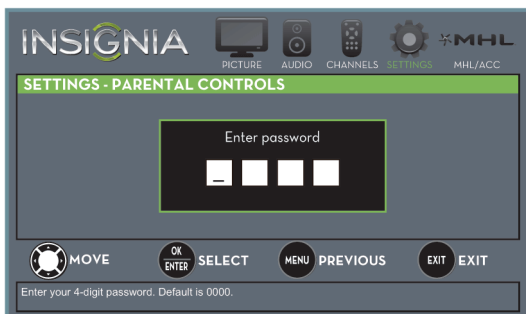 INSIGNIA
PICTURE AUDIO CHANNELS SETTINGS MHL MHL/ACC
SETTINGS - PARENTAL CONTROLS
Enter password
_
MOVE OK ENTER SELECT MENU PREVIOUS EXIT EXIT
Enter your 4-digit password. Default is 0000.